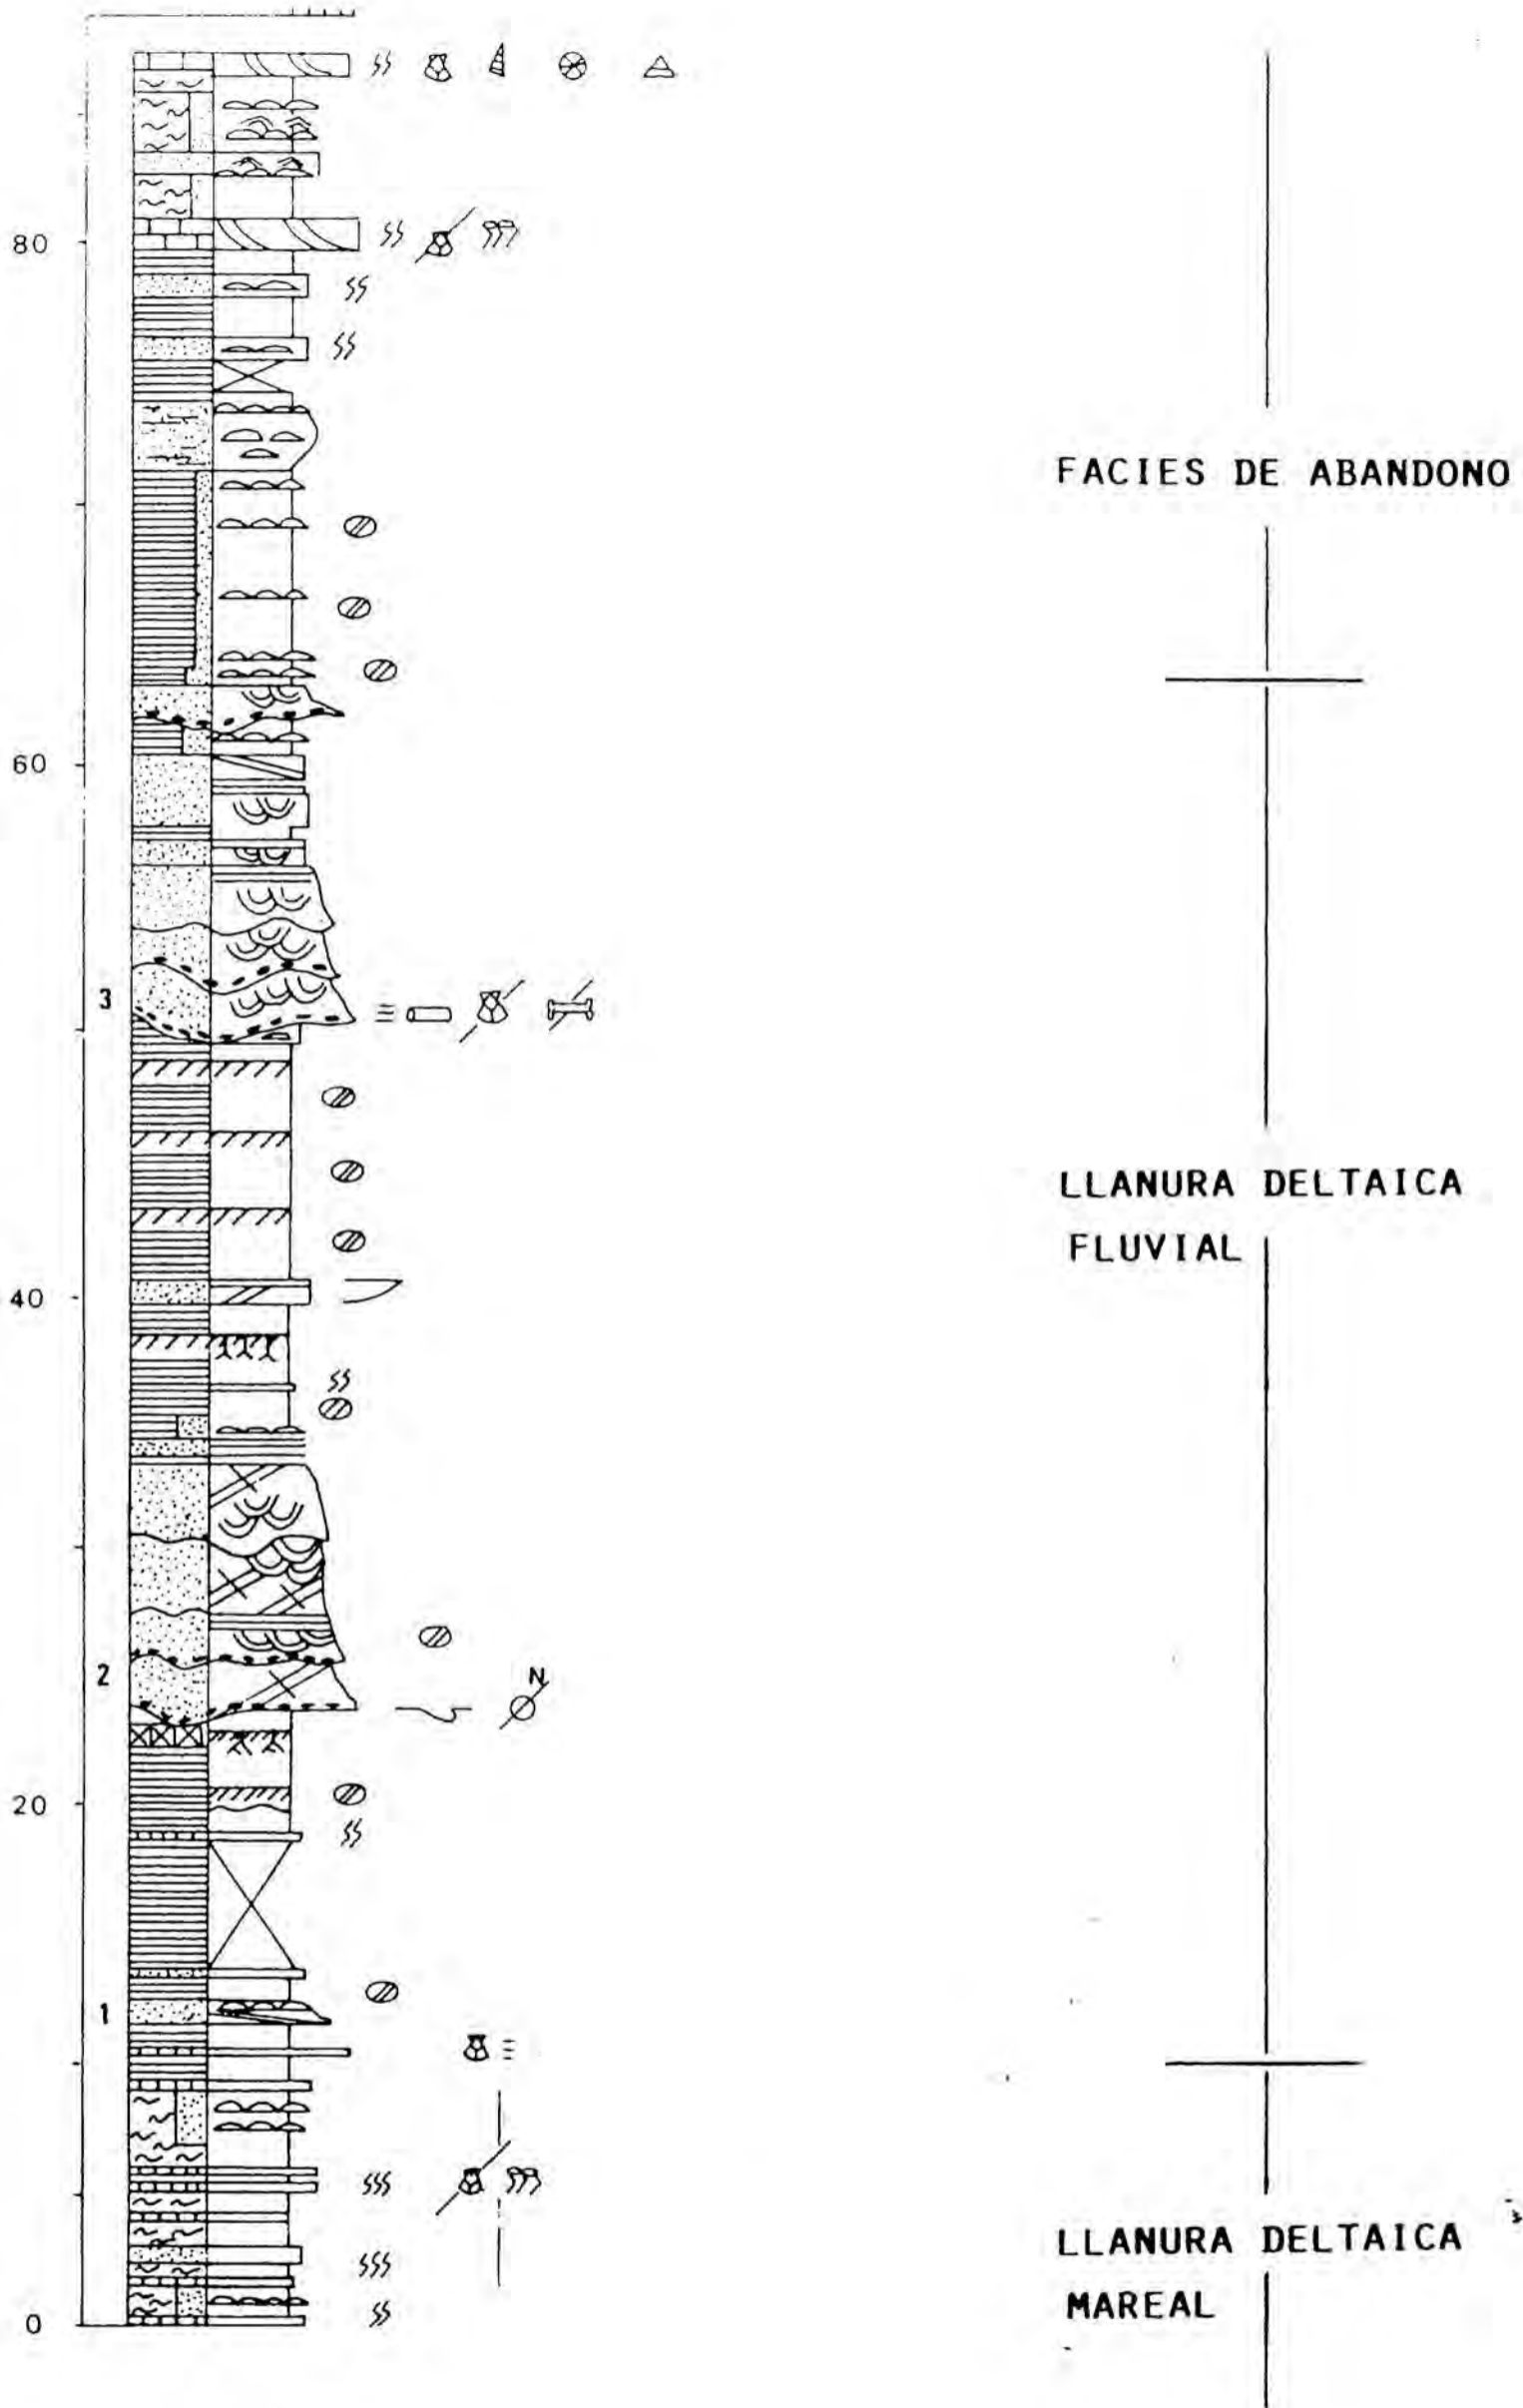 80
FACIES DE ABANDONO
60
3
LLANURA DELTAICA
FLUVIAL
40
2
N
20
1
LLANURA DELTAICA
MAREAL
0